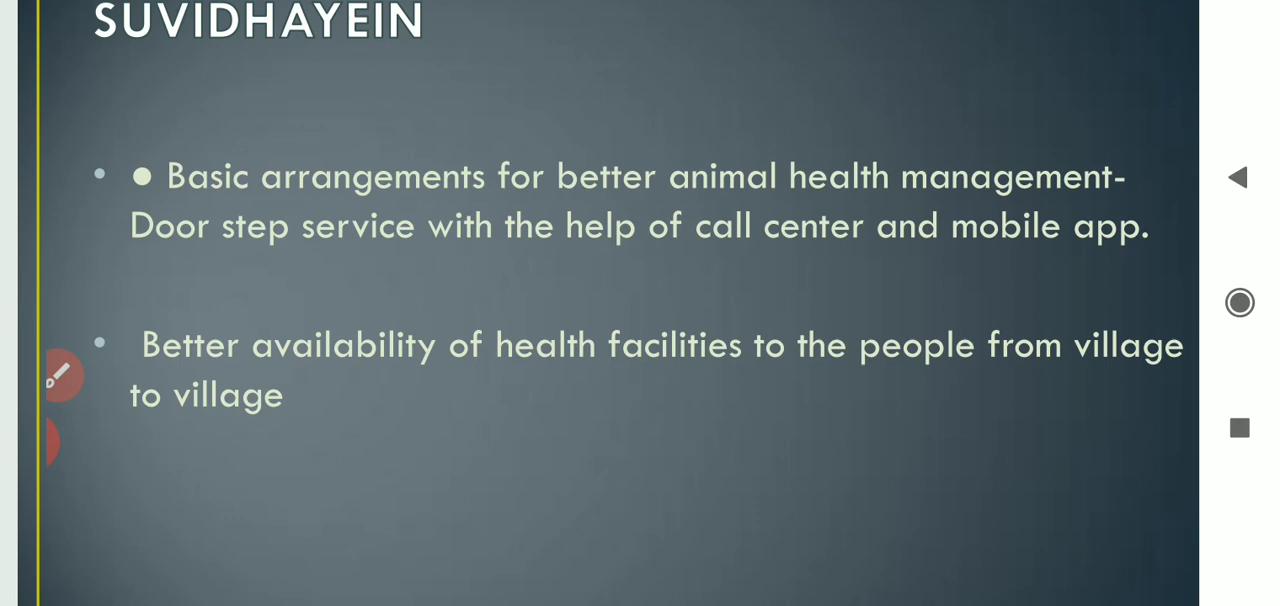 SUVIDHAYEIN
• ● Basic arrangements for better animal health management-
Door step service with the help of call center and mobile app.
• Better availability of health facilities to the people from village
to village